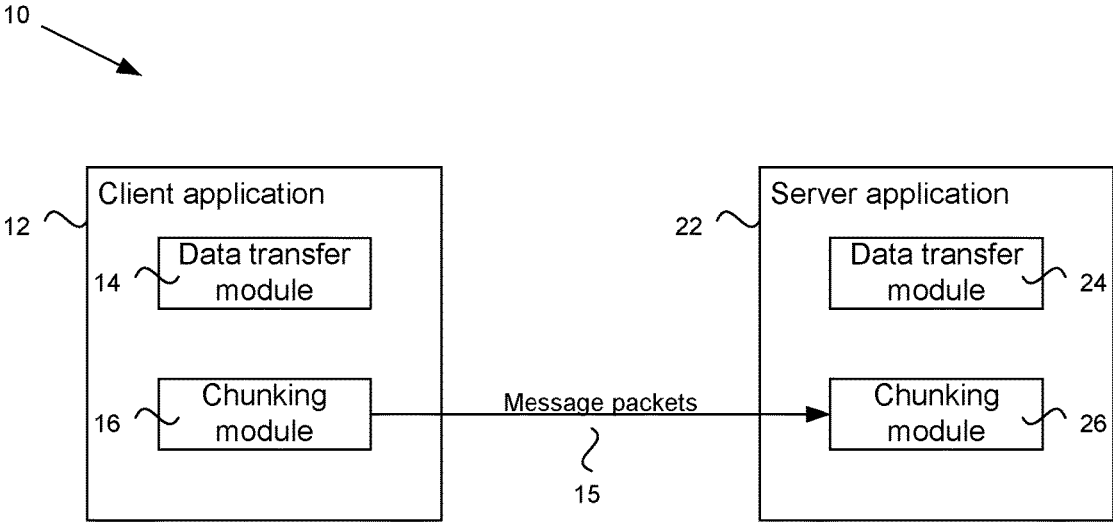 10
Client application
Server application
12
22
Data transfer
module
14
Data transfer
module
24
Chunking
module
16
Message packets
15
Chunking
module
26